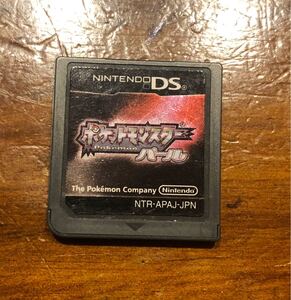 NINTENDO DS™
ポケットモンスター
Pokémon
パール
The Pokémon Company Nintendo
NTR-APAJ-JPN